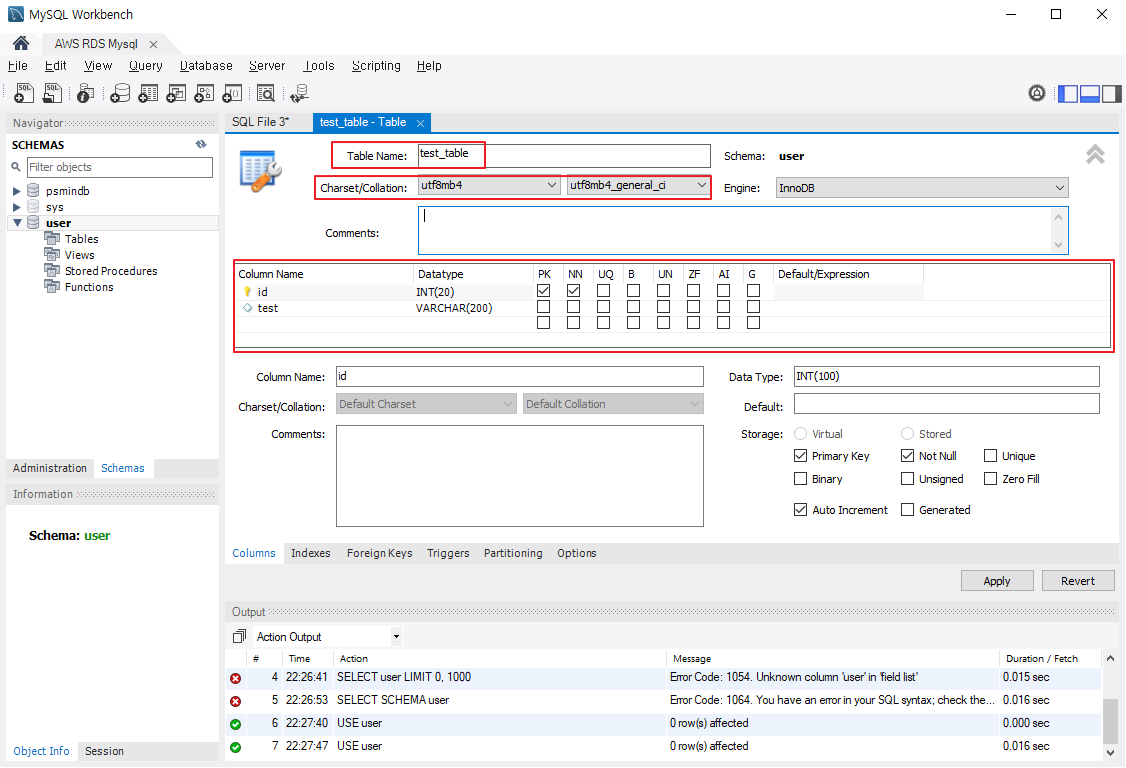 MySQL Workbench
AWS RDS Mysql
File Edit View Query Database Server Tools Scripting Help
Navigator
SCHEMAS
Filter objects
psmindb
sys
user
Tables
Views
Stored Procedures
Functions
Administration Schemas
Information
Schema: user
Object Info Session
SQL File 3* test_table - Table
Table Name: test_table Schema: user
Charset/Collation: utf8mb4 utf8mb4_general_ci Engine: InnoDB
Comments:
Column Name Datatype PK NN UQ B UN ZF AI G Default/Expression
id INT(20)
test VARCHAR(200)
Column Name: id Data Type: INT(100)
Charset/Collation: Default Charset Default Collation Default:
Comments: Storage: Virtual Stored
Primary Key Not Null Unique
Binary Unsigned Zero Fill
Auto Increment Generated
Columns Indexes Foreign Keys Triggers Partitioning Options
Apply Revert
Output
Action Output
# Time Action Message Duration / Fetch
4 22:26:41 SELECT user LIMIT 0, 1000 Error Code: 1054. Unknown column 'user' in 'field list' 0.015 sec
5 22:26:53 SELECT SCHEMA user Error Code: 1064. You have an error in your SQL syntax; check the... 0.016 sec
6 22:27:40 USE user 0 row(s) affected 0.000 sec
7 22:27:47 USE user 0 row(s) affected 0.016 sec